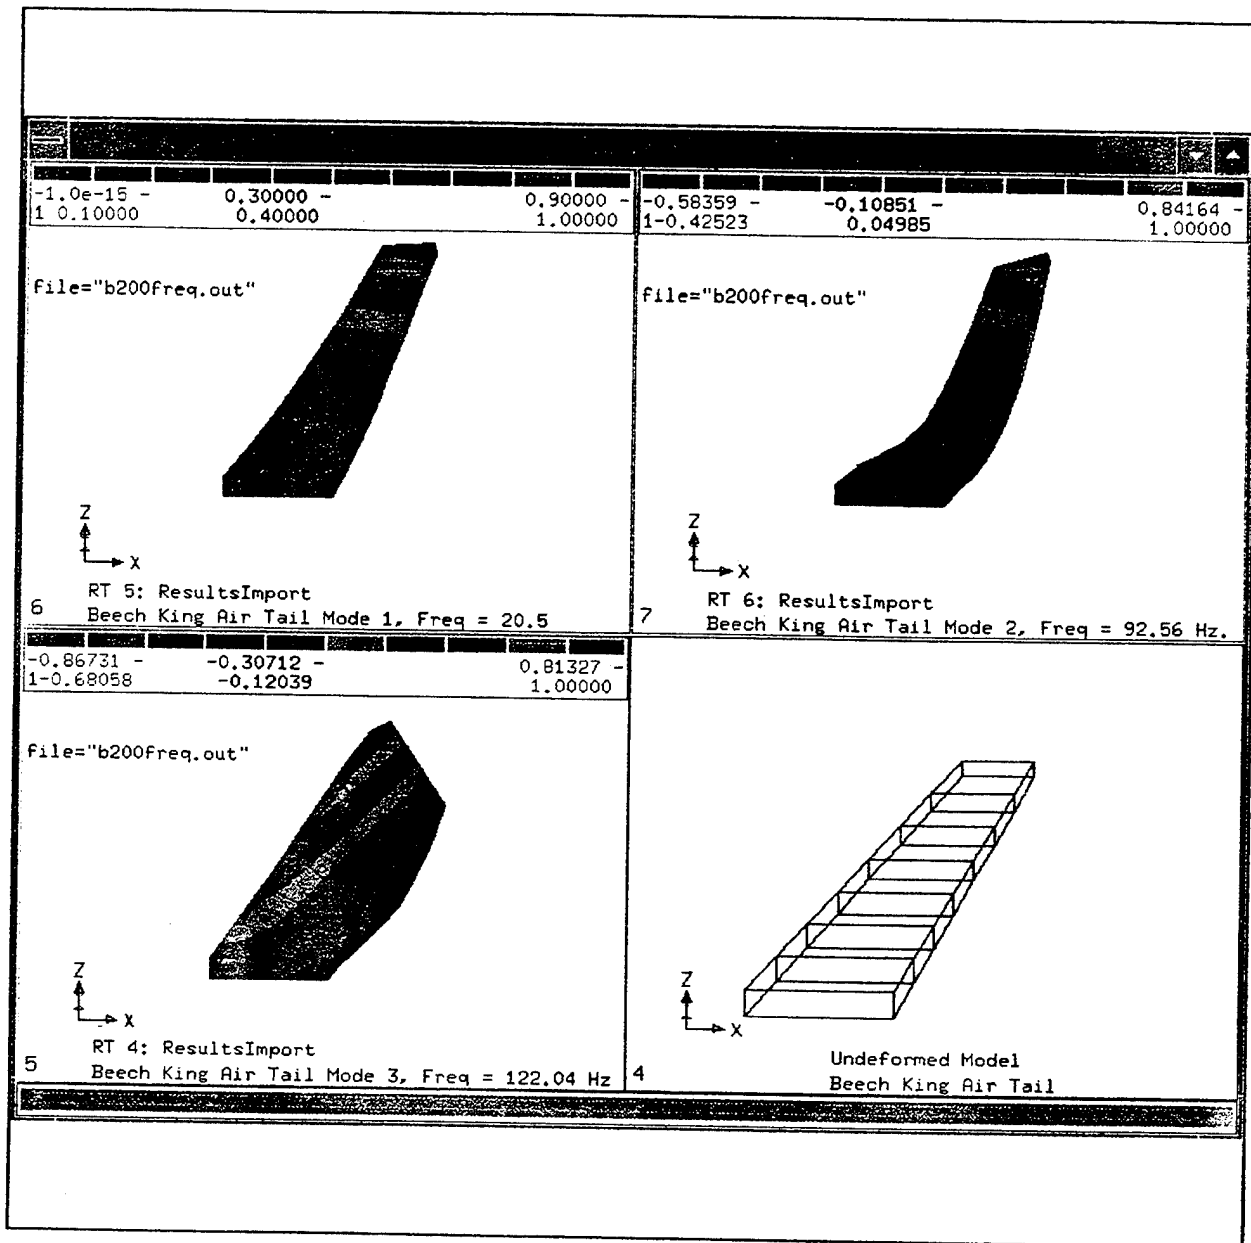 -1.0e-15 - 0.30000 - 0.90000 -
1 0.10000 0.40000 1.00000
file="b200freq.out"
Z
X
RT 5: ResultsImport
6
Beech King Air Tail Mode 1, Freq = 20.5
-0.58359 - -0.10851 - 0.84164 -
1-0.42523 0.04985 1.00000
file="b200freq.out"
Z
X
RT 6: ResultsImport
7
Beech King Air Tail Mode 2, Freq = 92.56 Hz.
-0.86731 - -0.30712 - 0.81327 -
1-0.68058 -0.12039 1.00000
file="b200freq.out"
Z
X
RT 4: ResultsImport
5
Beech King Air Tail Mode 3, Freq = 122.04 Hz
Z
X
4
Undeformed Model
Beech King Air Tail